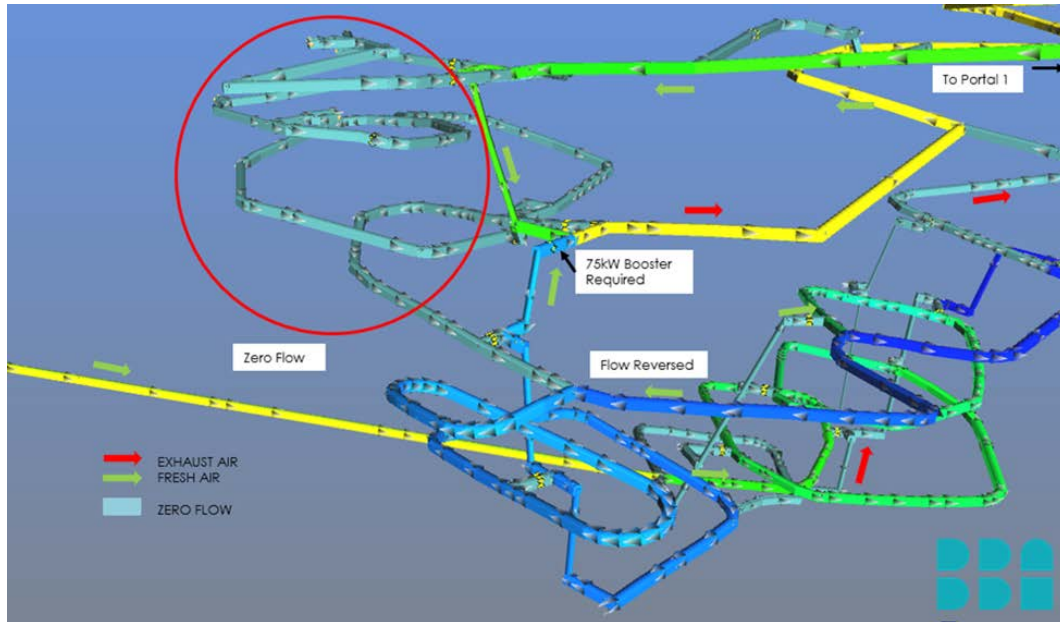 To Portal 1
75kW Booster
Required
Zero Flow
Flow Reversed
EXHAUST AIR
FRESH AIR
ZERO FLOW